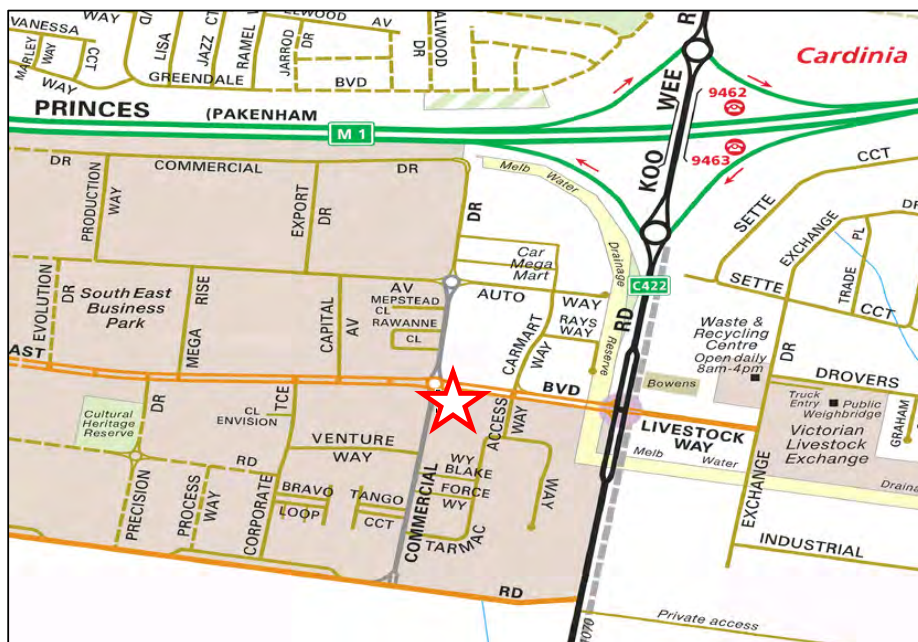 VANESSA
WAY
MARLEY
WAY
CCT
WAY
LISA
JAZZ CT
RAMEL
JARROD
DR
AV
DR
ALWOOD
GREENDALE
BVD
KOO WEE R
Cardinia
9462
9463
PRINCES
(PAKENHAM
M 1
DR
COMMERCIAL
DR
PRODUCTION
WAY
EXPORT
DR
DR
Melb Water
Drainage
Reserve
SETTE
CCT
EXCHANGE
PL
TRADE
DR
SETTE
CCT
Car
Mega
Mart
C422
EVOLUTION
DR
South East
Business
Park
MEGA
RISE
CAPITAL
AV
AV
MEPSTEAD
CL
RAWANNE
CL
AUTO
WAY
RAYS
WAY
CARMART
WAY
RD
Waste &
Recycling
Centre
Open daily
8am-4pm
DR
DROVERS
AST
BVD
Bowens
Truck
Entry
Public
Weighbridge
GRAHAM
Cultural
Heritage
Reserve
DR
CL
ENVISION
TCE
ACCESS
WAY
LIVESTOCK
WAY
Victorian
Livestock
Exchange
VENTURE
WAY
Melb Water
Drain
RD
PRECISION
PROCESS
WAY
CORPORATE
BRAVO
LOOP
TANGO
CCT
COMMERCIAL
WY
BLAKE
FORCE
WY
WAY
TARMAC
EXCHANGE
INDUSTRIAL
RD
Private access